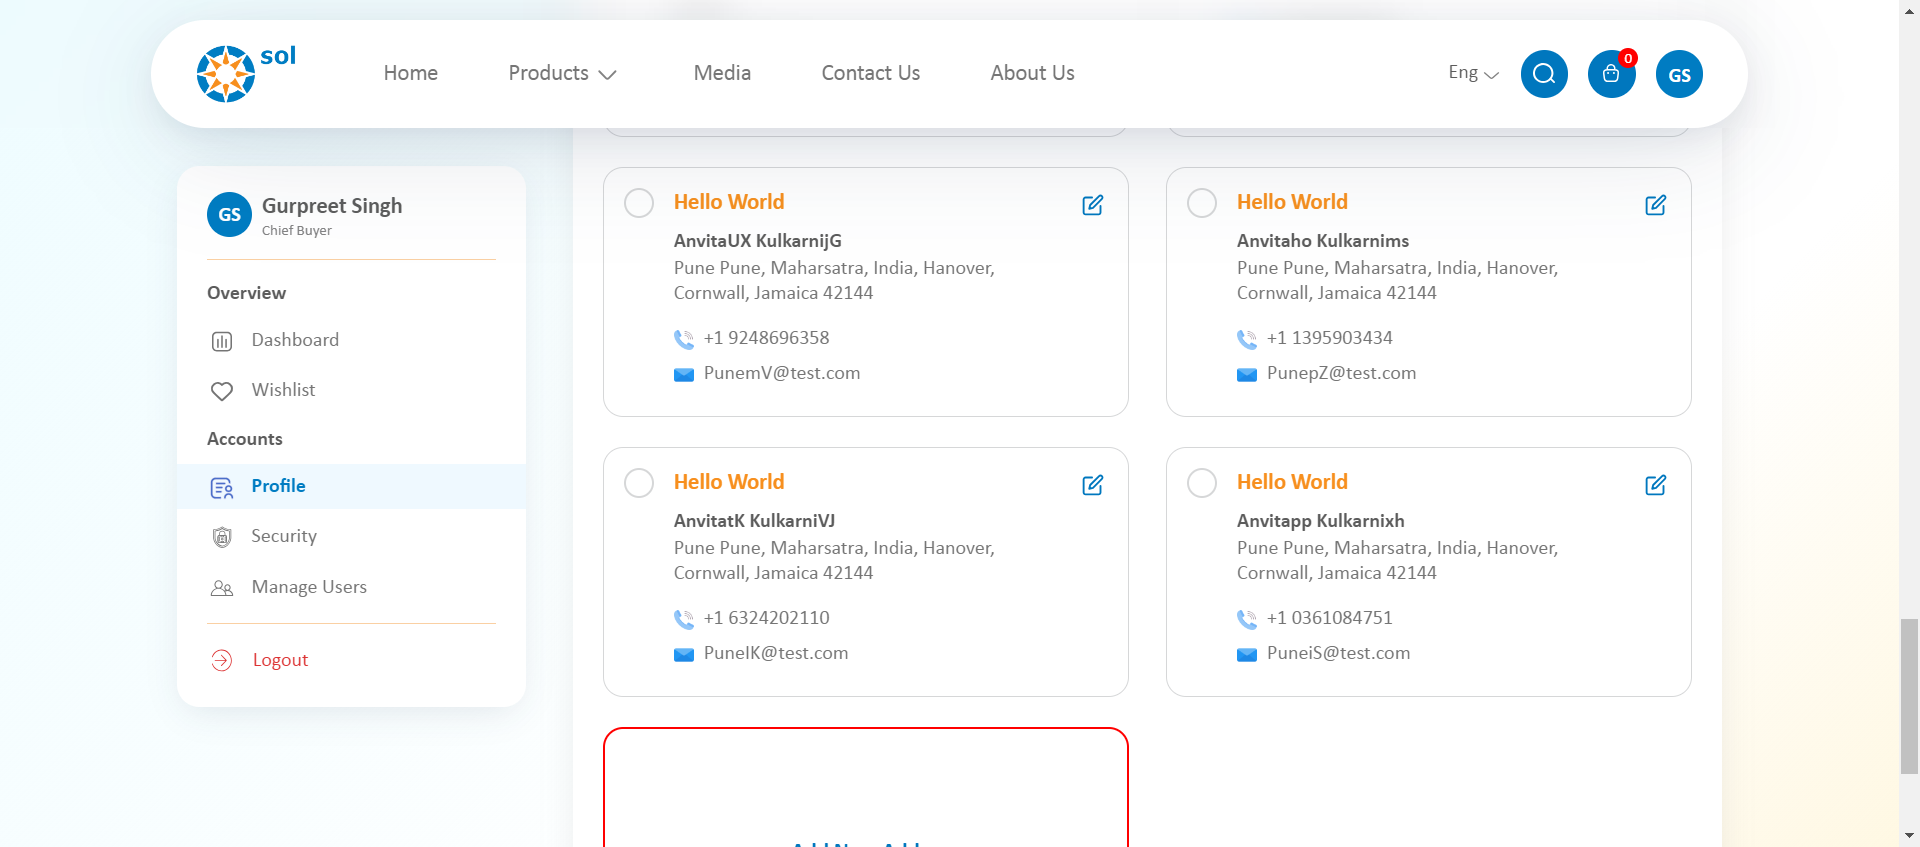 sol
Home
Products
Media
Contact Us
About Us
Eng
0
GS
GS
Gurpreet Singh
Chief Buyer
Overview
Dashboard
Wishlist
Accounts
Profile
Security
Manage Users
Logout
Hello World
AnvitaUX KulkarnijG
Pune Pune, Maharsatra, India, Hanover,
Cornwall, Jamaica 42144
+1 9248696358
PunemV@test.com
Hello World
Anvitaho Kulkarnims
Pune Pune, Maharsatra, India, Hanover,
Cornwall, Jamaica 42144
+1 1395903434
PunepZ@test.com
Hello World
AnvitatK KulkarniVJ
Pune Pune, Maharsatra, India, Hanover,
Cornwall, Jamaica 42144
+1 6324202110
PunelK@test.com
Hello World
Anvitapp Kulkarnixh
Pune Pune, Maharsatra, India, Hanover,
Cornwall, Jamaica 42144
+1 0361084751
PuneiS@test.com